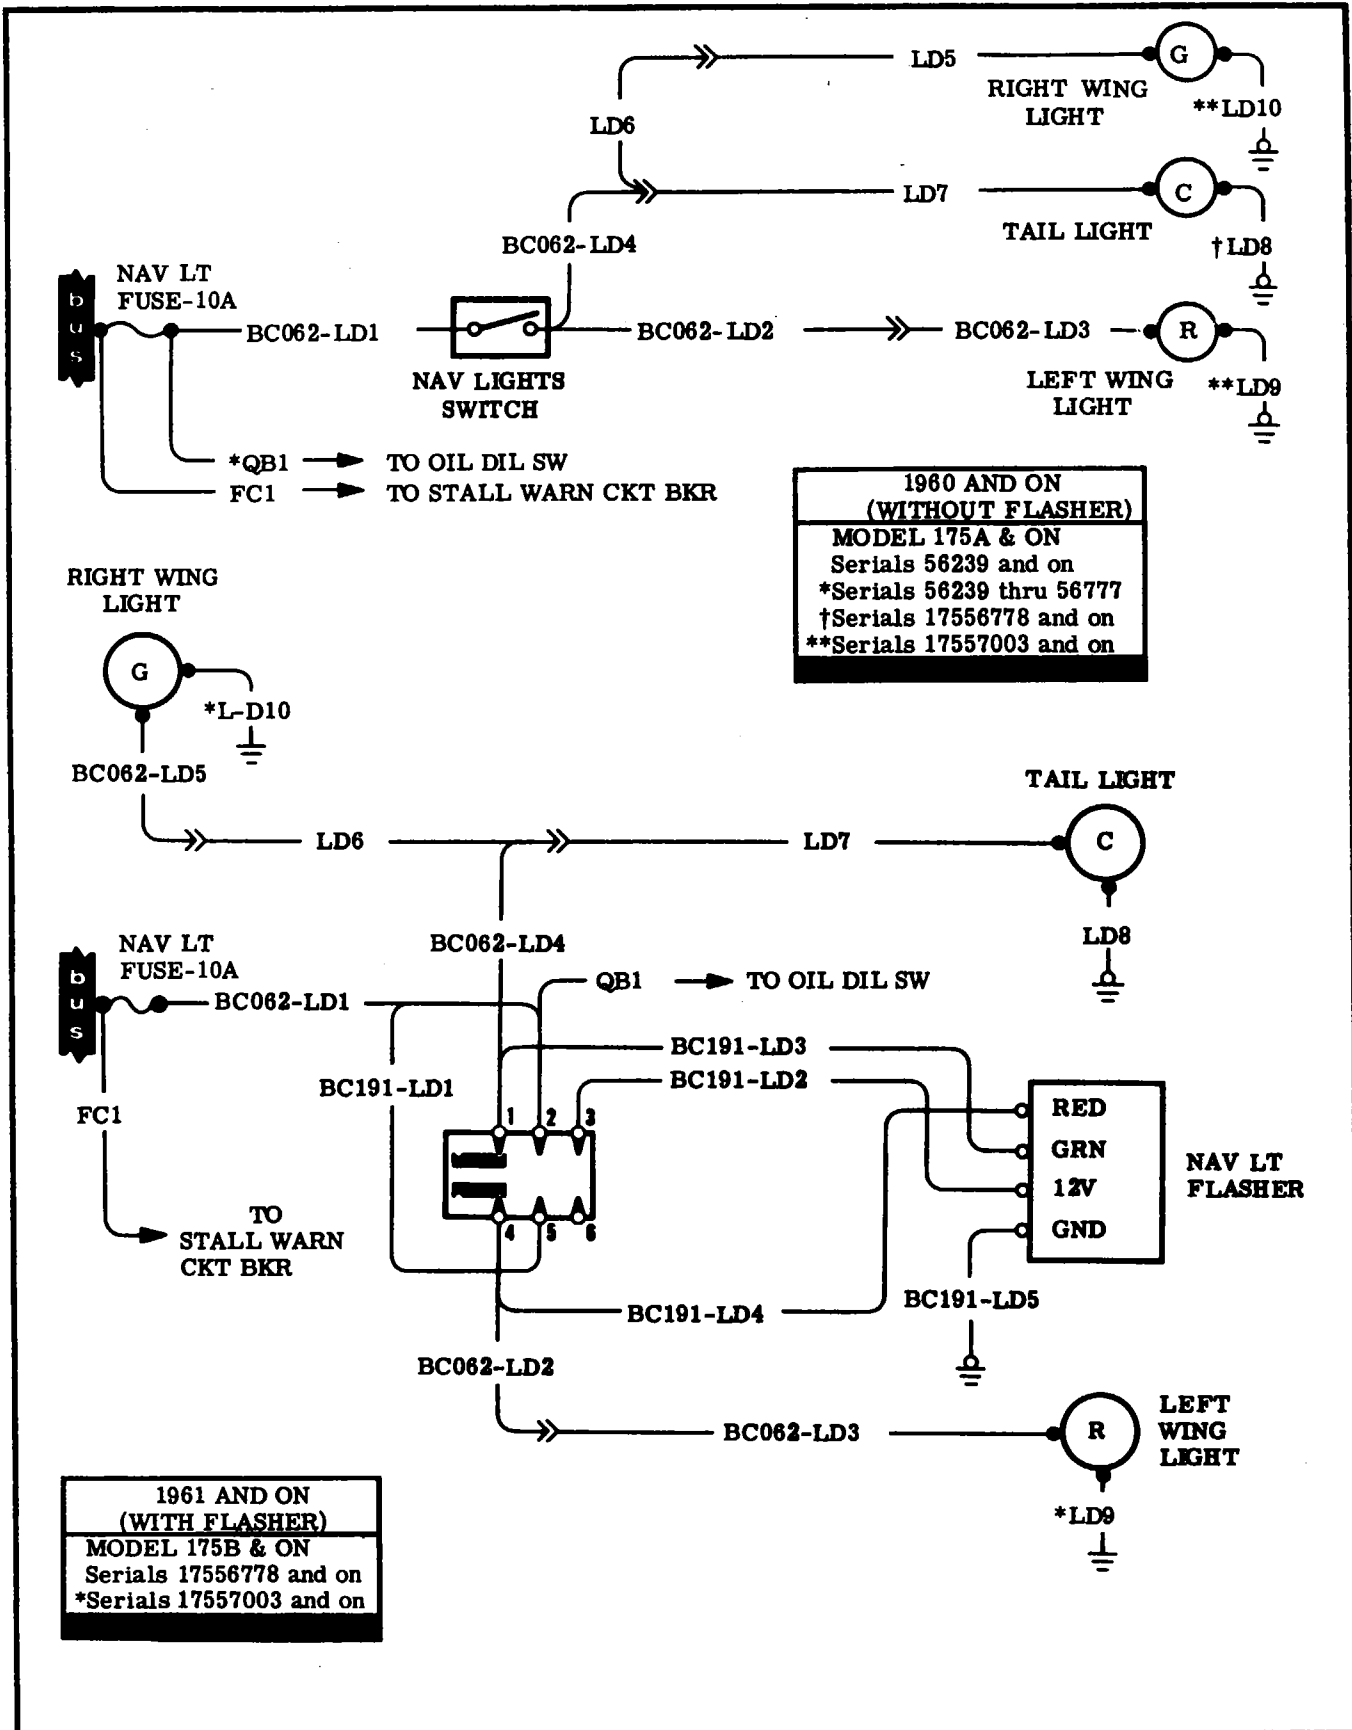 LD5
G
RIGHT WING
LIGHT
**LD10
LD6
LD7
C
TAIL LIGHT
†LD8
BC062-LD4
NAV LT
FUSE-10A
bus
BC062-LD1
BC062-LD2
BC062-LD3
R
NAV LIGHTS
SWITCH
LEFT WING
LIGHT
**LD9
*QB1
TO OIL DIL SW
FC1
TO STALL WARN CKT BKR
1960 AND ON
(WITHOUT FLASHER)
MODEL 175A & ON
Serials 56239 and on
*Serials 56239 thru 56777
†Serials 17556778 and on
**Serials 17557003 and on
RIGHT WING
LIGHT
G
*L-D10
BC062-LD5
LD6
LD7
TAIL LIGHT
C
LD8
BC062-LD4
NAV LT
FUSE-10A
bus
BC062-LD1
QB1
TO OIL DIL SW
BC191-LD3
BC191-LD2
BC191-LD1
FC1
1 2 3
4 5 6
RED
GRN
12V
GND
NAV LT
FLASHER
TO
STALL WARN
CKT BKR
BC191-LD5
BC191-LD4
BC062-LD2
BC062-LD3
R
LEFT
WING
LIGHT
*LD9
1961 AND ON
(WITH FLASHER)
MODEL 175B & ON
Serials 17556778 and on
*Serials 17557003 and on